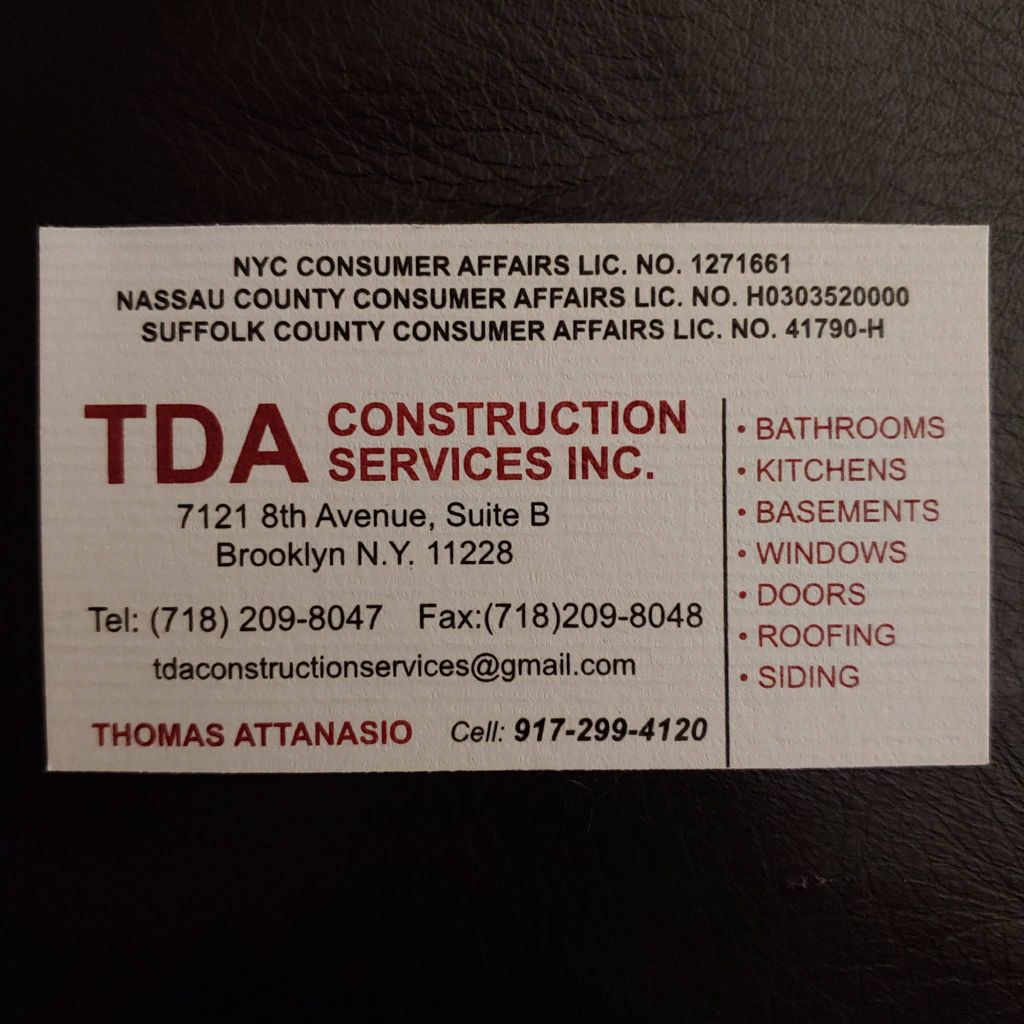 NYC CONSUMER AFFAIRS LIC. NO. 1271661
NASSAU COUNTY CONSUMER AFFAIRS LIC. NO. H0303520000
SUFFOLK COUNTY CONSUMER AFFAIRS LIC. NO. 41790-H
TDA CONSTRUCTION
SERVICES INC.
7121 8th Avenue, Suite B
Brooklyn N.Y. 11228
Tel: (718) 209-8047 Fax:(718)209-8048
tdaconstructionservices@gmail.com
THOMAS ATTANASIO Cell: 917-299-4120
• BATHROOMS
• KITCHENS
• BASEMENTS
• WINDOWS
• DOORS
• ROOFING
• SIDING